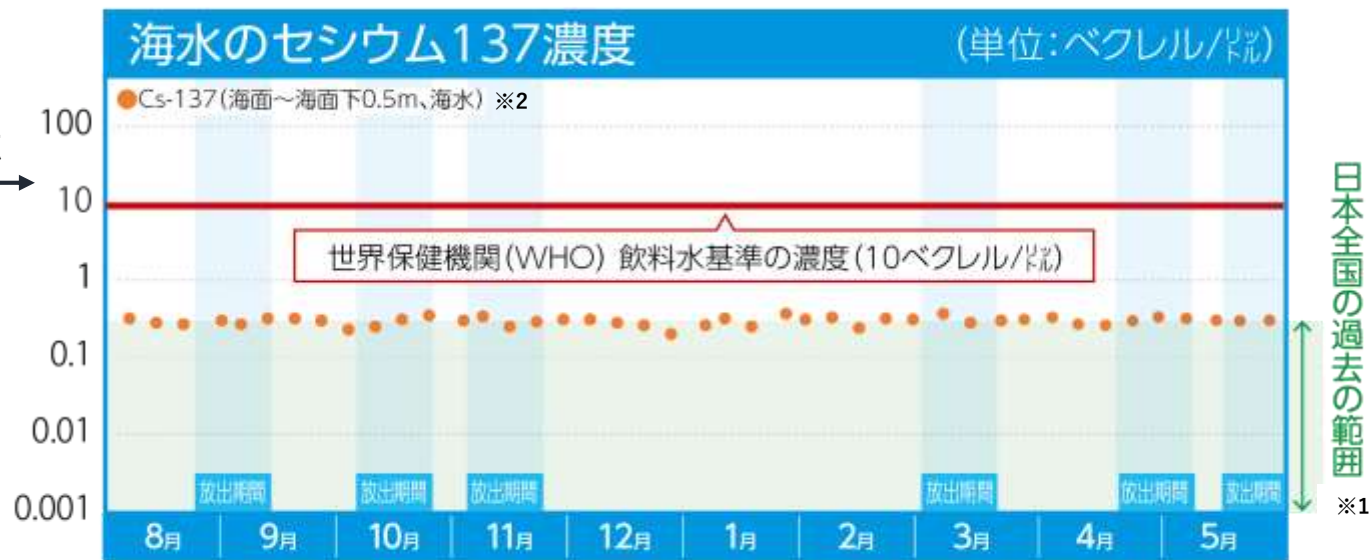 海水のセシウム137濃度
(単位:ベクレル/㍑)
●Cs-137(海面～海面下0.5m、海水) ※2
100
10
1
0.1
0.01
0.001
世界保健機関(WHO) 飲料水基準の濃度(10ベクレル/㍑)
日本全国の過去の範囲
※1
放出期間 放出期間 放出期間 放出期間 放出期間 放出期間
8月 9月 10月 11月 12月 1月 2月 3月 4月 5月